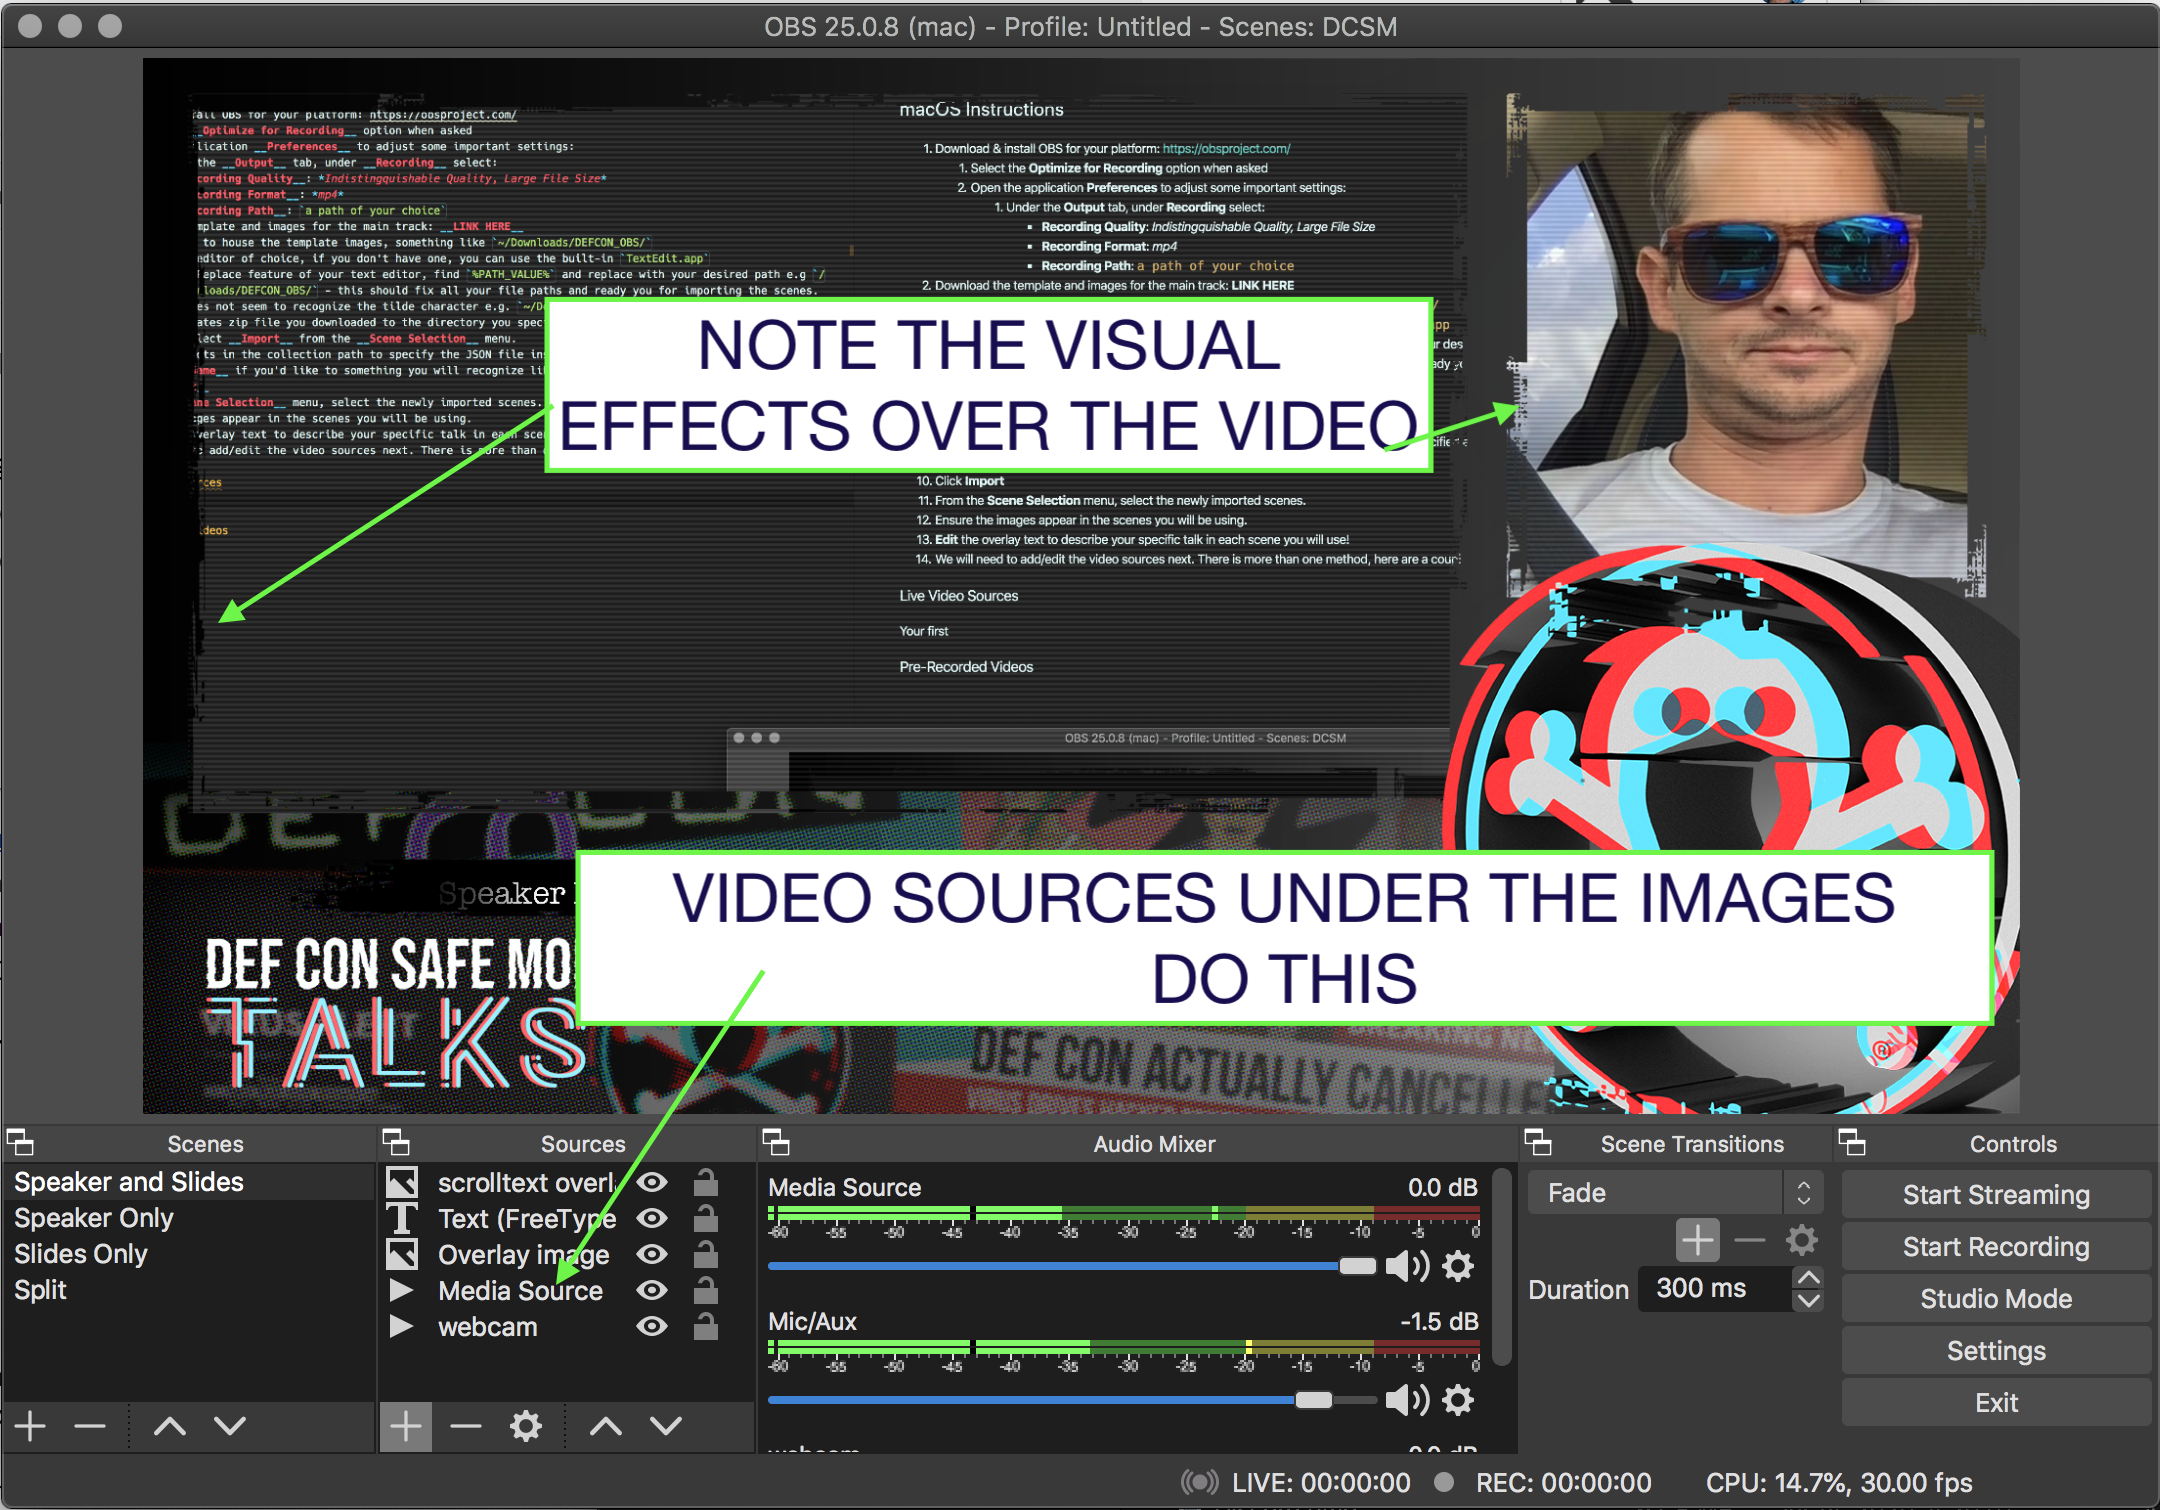 OBS 25.0.8 (mac) - Profile: Untitled - Scenes: DCSM
all OBS for your platform: https://obsproject.com/
_Optimize for Recording__ option when asked
lication __Preferences__ to adjust some important settings:
the __Output__ tab, under __Recording__ select:
cording Quality__: *Indistingquishable Quality, Large File Size*
cording Format__: *mp4*
cording Path__: `a path of your choice`
mplate and images for the main track: __LINK HERE__
to house the template images, something like `~/Downloads/DEFCON_OBS/`
editor of choice, if you don't have one, you can use the built-in `TextEdit.app`
eplace feature of your text editor, find `%PATH_VALUE%` and replace with your desired path e.g `/
loads/DEFCON_OBS/` - this should fix all your file paths and ready you for importing the scenes.
es not seem to recognize the tilde character e.g. `~/D
ates zip file you downloaded to the directory you spec
lect __Import__ from the __Scene Selection__ menu.
cts in the collection path to specify the JSON file in
ame__ if you'd like to something you will recognize li
ne Selection__ menu, select the newly imported scenes.
ges appear in the scenes you will be using.
verlay text to describe your specific talk in each sce
add/edit the video sources next. There is more than
rces
deos
macOS Instructions
1. Download & install OBS for your platform: https://obsproject.com/
1. Select the Optimize for Recording option when asked
2. Open the application Preferences to adjust some important settings:
1. Under the Output tab, under Recording select:
▪ Recording Quality: Indistingquishable Quality, Large File Size
▪ Recording Format: mp4
▪ Recording Path: a path of your choice
2. Download the template and images for the main track: LINK HERE
NOTE THE VISUAL
EFFECTS OVER THE VIDEO
10. Click Import
11. From the Scene Selection menu, select the newly imported scenes.
12. Ensure the images appear in the scenes you will be using.
13. Edit the overlay text to describe your specific talk in each scene you will use!
14. We will need to add/edit the video sources next. There is more than one method, here are a cou
Live Video Sources
Your first
Pre-Recorded Videos
OBS 25.0.8 (mac) - Profile: Untitled - Scenes: DCSM
DEF CON
Speaker
VIDEO SOURCES UNDER THE IMAGES
DO THIS
DEF CON SAFE MO
TALKS
DEF CON ACTUALLY CANCELLE
®
Scenes
Speaker and Slides
Speaker Only
Slides Only
Split
Sources
scrolltext overl
Text (FreeType
Overlay image
Media Source
webcam
Audio Mixer
Media Source 0.0 dB
-60 -55 -50 -45 -40 -35 -30 -25 -20 -15 -10 -5 0
Mic/Aux -1.5 dB
-60 -55 -50 -45 -40 -35 -30 -25 -20 -15 -10 -5 0
webcam 0.0 dB
Scene Transitions
Fade
Duration 300 ms
Controls
Start Streaming
Start Recording
Studio Mode
Settings
Exit
LIVE: 00:00:00 REC: 00:00:00 CPU: 14.7%, 30.00 fps